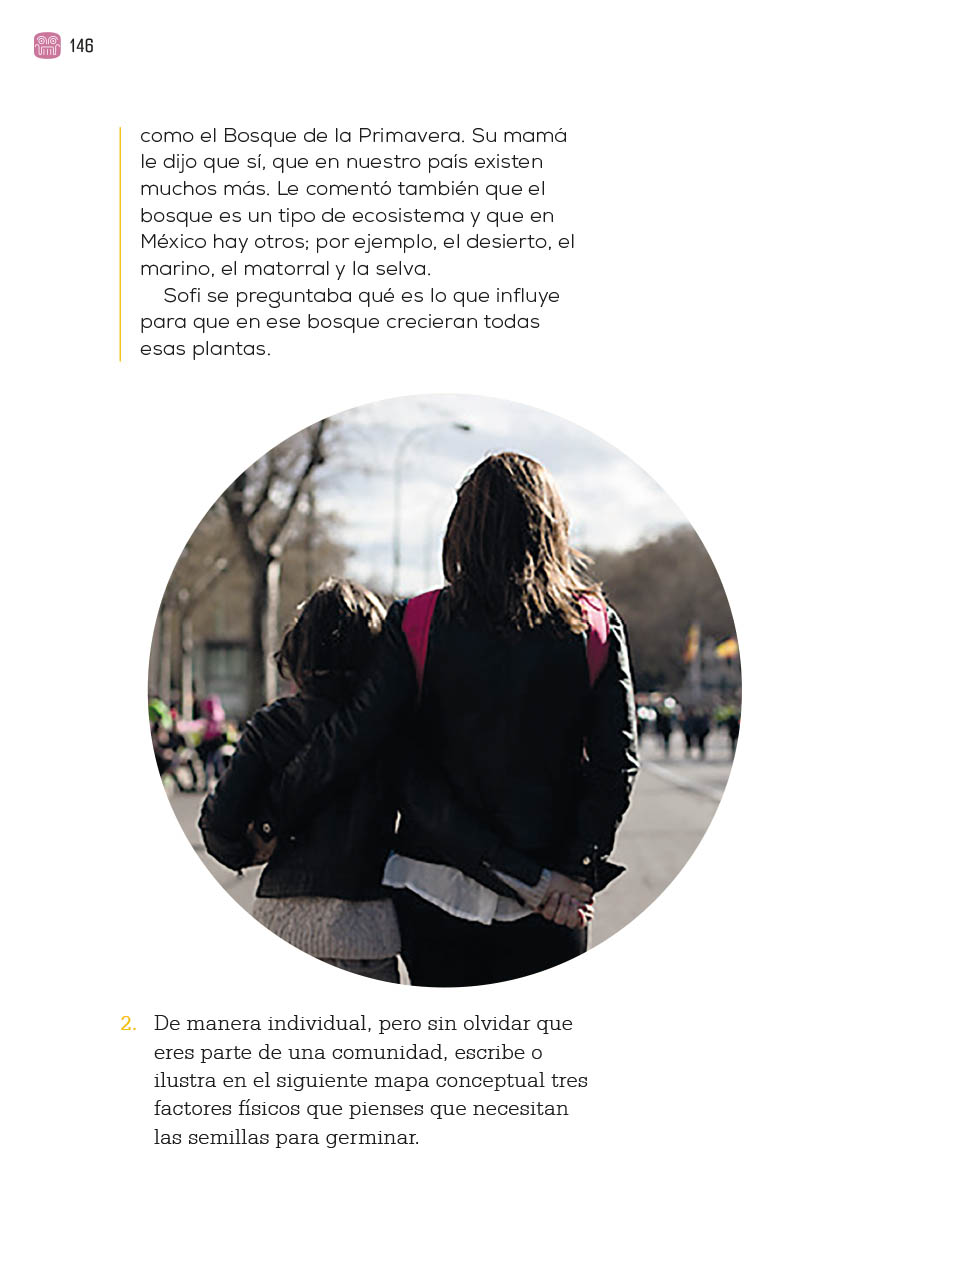 146
como el Bosque de la Primavera. Su mamá
le dijo que sí, que en nuestro país existen
muchos más. Le comentó también que el
bosque es un tipo de ecosistema y que en
México hay otros; por ejemplo, el desierto, el
marino, el matorral y la selva.
Sofi se preguntaba qué es lo que influye
para que en ese bosque crecieran todas
esas plantas.
2. De manera individual, pero sin olvidar que
eres parte de una comunidad, escribe o
ilustra en el siguiente mapa conceptual tres
factores físicos que pienses que necesitan
las semillas para germinar.